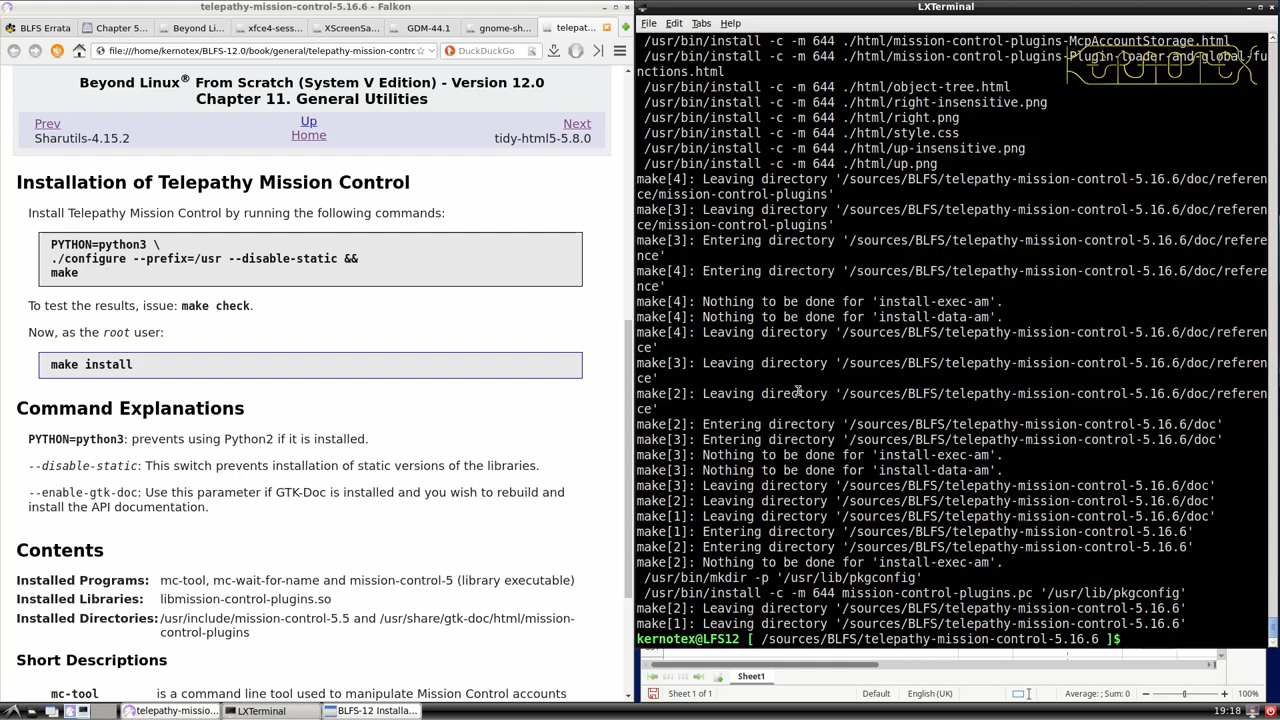 telepathy-mission-control-5.16.6 - Falkon
BLFS Errata
Chapter 5...
Beyond Li...
xfce4-sess...
XScreenSa...
GDM-44.1
gnome-sh...
telepat...
file:///home/kernotex/BLFS-12.0/book/general/telepathy-mission-contro
DuckDuckGo
Beyond Linux® From Scratch (System V Edition) - Version 12.0
Chapter 11. General Utilities
Prev
Up
Next
Sharutils-4.15.2
Home
tidy-html5-5.8.0
Installation of Telepathy Mission Control
Install Telepathy Mission Control by running the following commands:
PYTHON=python3 \
./configure --prefix=/usr --disable-static &&
make
To test the results, issue: make check.
Now, as the root user:
make install
Command Explanations
PYTHON=python3: prevents using Python2 if it is installed.
--disable-static: This switch prevents installation of static versions of the libraries.
--enable-gtk-doc: Use this parameter if GTK-Doc is installed and you wish to rebuild and
install the API documentation.
Contents
Installed Programs: mc-tool, mc-wait-for-name and mission-control-5 (library executable)
Installed Libraries: libmission-control-plugins.so
Installed Directories: /usr/include/mission-control-5.5 and /usr/share/gtk-doc/html/mission-
control-plugins
Short Descriptions
mc-tool is a command line tool used to manipulate Mission Control accounts
LXTerminal
File Edit Tabs Help
/usr/bin/install -c -m 644 ./html/mission-control-plugins-McpAccountStorage.html
/usr/bin/install -c -m 644 ./html/mission-control-plugins-Plugin-loader-and-global-fu
nctions.html
/usr/bin/install -c -m 644 ./html/object-tree.html
/usr/bin/install -c -m 644 ./html/right-insensitive.png
/usr/bin/install -c -m 644 ./html/right.png
/usr/bin/install -c -m 644 ./html/style.css
/usr/bin/install -c -m 644 ./html/up-insensitive.png
/usr/bin/install -c -m 644 ./html/up.png
make[4]: Leaving directory '/sources/BLFS/telepathy-mission-control-5.16.6/doc/referen
ce/mission-control-plugins'
make[3]: Leaving directory '/sources/BLFS/telepathy-mission-control-5.16.6/doc/referen
ce/mission-control-plugins'
make[3]: Entering directory '/sources/BLFS/telepathy-mission-control-5.16.6/doc/refere
nce'
make[4]: Entering directory '/sources/BLFS/telepathy-mission-control-5.16.6/doc/refere
nce'
make[4]: Nothing to be done for 'install-exec-am'.
make[4]: Nothing to be done for 'install-data-am'.
make[4]: Leaving directory '/sources/BLFS/telepathy-mission-control-5.16.6/doc/referen
ce'
make[3]: Leaving directory '/sources/BLFS/telepathy-mission-control-5.16.6/doc/referen
ce'
make[2]: Leaving directory '/sources/BLFS/telepathy-mission-control-5.16.6/doc/referen
ce'
make[2]: Entering directory '/sources/BLFS/telepathy-mission-control-5.16.6/doc'
make[3]: Entering directory '/sources/BLFS/telepathy-mission-control-5.16.6/doc'
make[3]: Nothing to be done for 'install-exec-am'.
make[3]: Nothing to be done for 'install-data-am'.
make[3]: Leaving directory '/sources/BLFS/telepathy-mission-control-5.16.6/doc'
make[2]: Leaving directory '/sources/BLFS/telepathy-mission-control-5.16.6/doc'
make[1]: Leaving directory '/sources/BLFS/telepathy-mission-control-5.16.6/doc'
make[1]: Entering directory '/sources/BLFS/telepathy-mission-control-5.16.6'
make[2]: Entering directory '/sources/BLFS/telepathy-mission-control-5.16.6'
make[2]: Nothing to be done for 'install-exec-am'.
/usr/bin/mkdir -p '/usr/lib/pkgconfig'
/usr/bin/install -c -m 644 mission-control-plugins.pc '/usr/lib/pkgconfig'
make[2]: Leaving directory '/sources/BLFS/telepathy-mission-control-5.16.6'
make[1]: Leaving directory '/sources/BLFS/telepathy-mission-control-5.16.6'
kernotex@LFS12 [ /sources/BLFS/telepathy-mission-control-5.16.6 ]$
Sheet1
Sheet 1 of 1
Default
English (UK)
Average: ; Sum: 0
100%
telepathy-missio...
LXTerminal
BLFS-12 Installa...
19:18